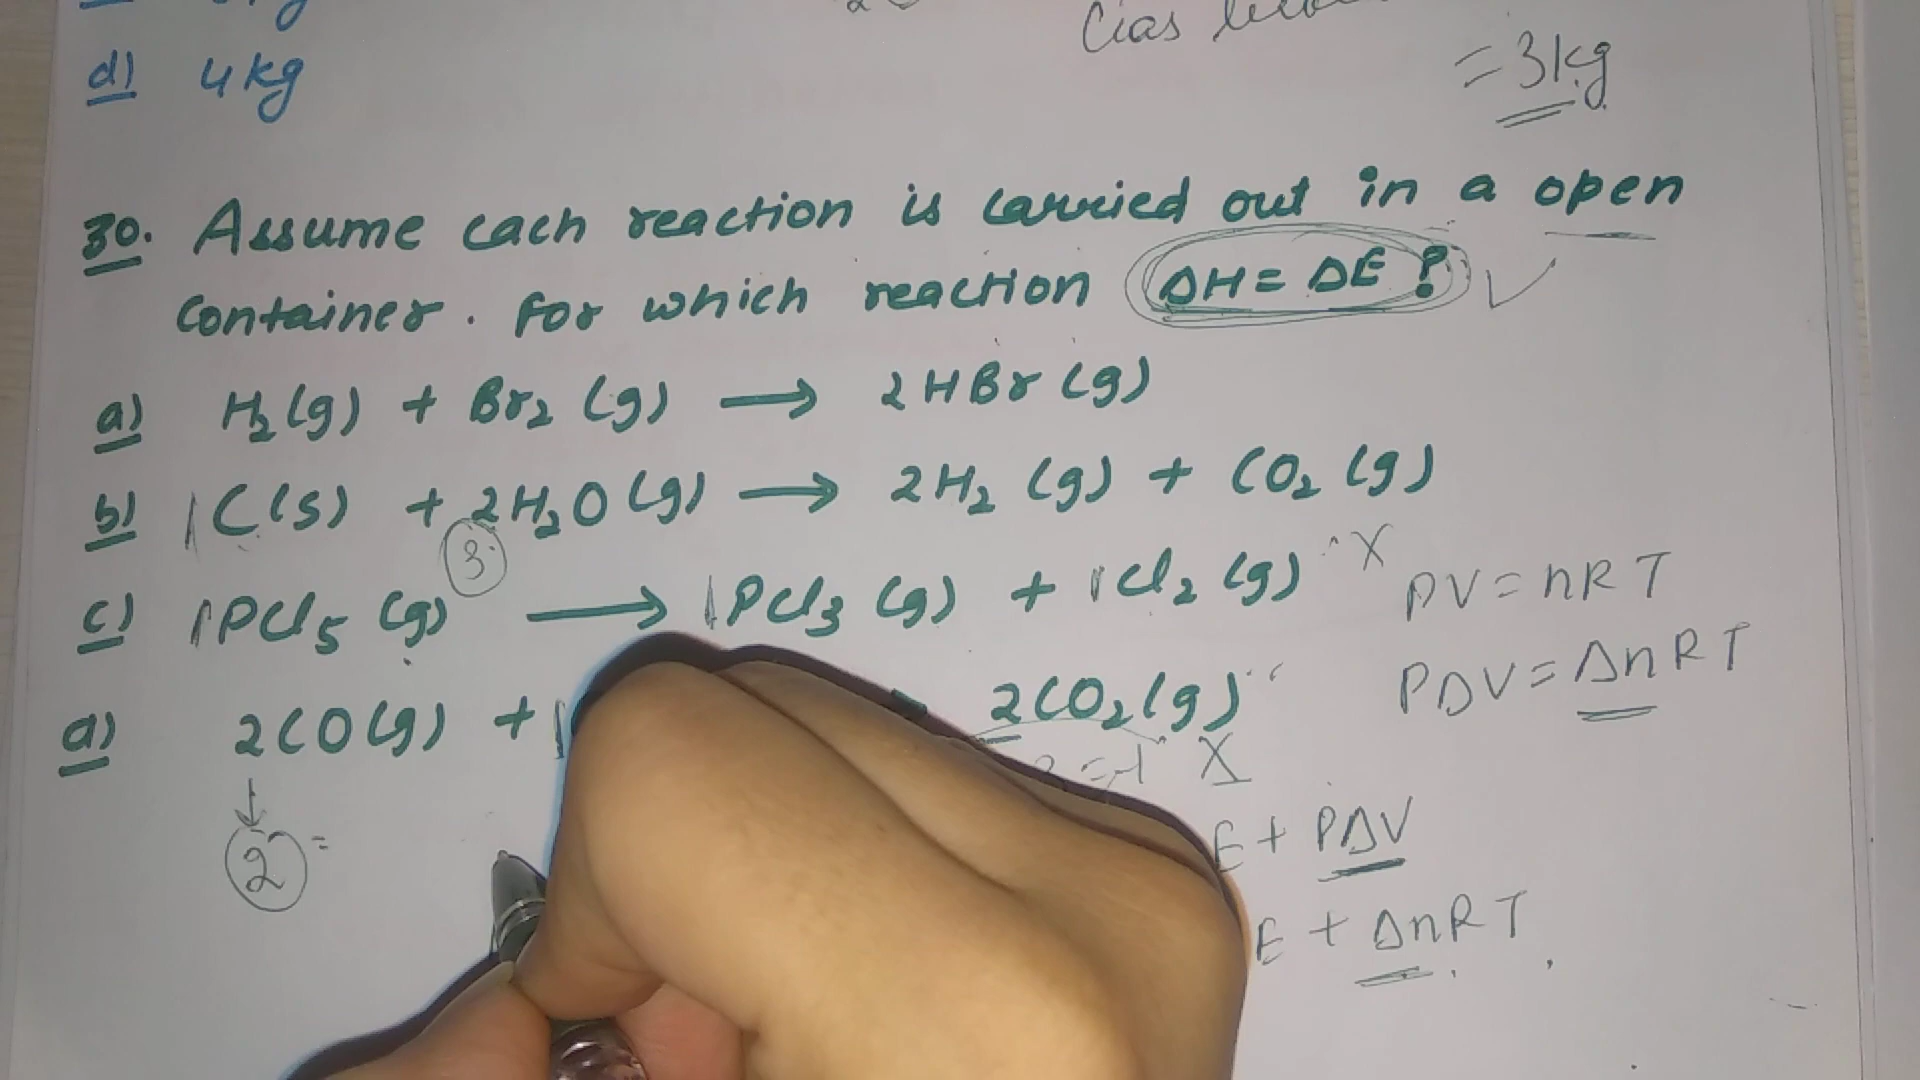 d) 4kg
= 3kg
30. Assume each reaction is carried out in a open
Container. For which reaction ΔH = ΔE ?
a) H₂(g) + Br₂(g) ⟶ 2HBr(g)
b) 1C(s) + 2H₂O(g) ⟶ 2H₂(g) + CO₂(g)
3
c) 1PCl₅(g) ⟶ 1PCl₃(g) + 1Cl₂(g) X
PV = nRT
d) 2CO(g) + 2CO₂(g)
PΔV = ΔnRT
= -1 X
2 =
E + PΔV
E + ΔnRT